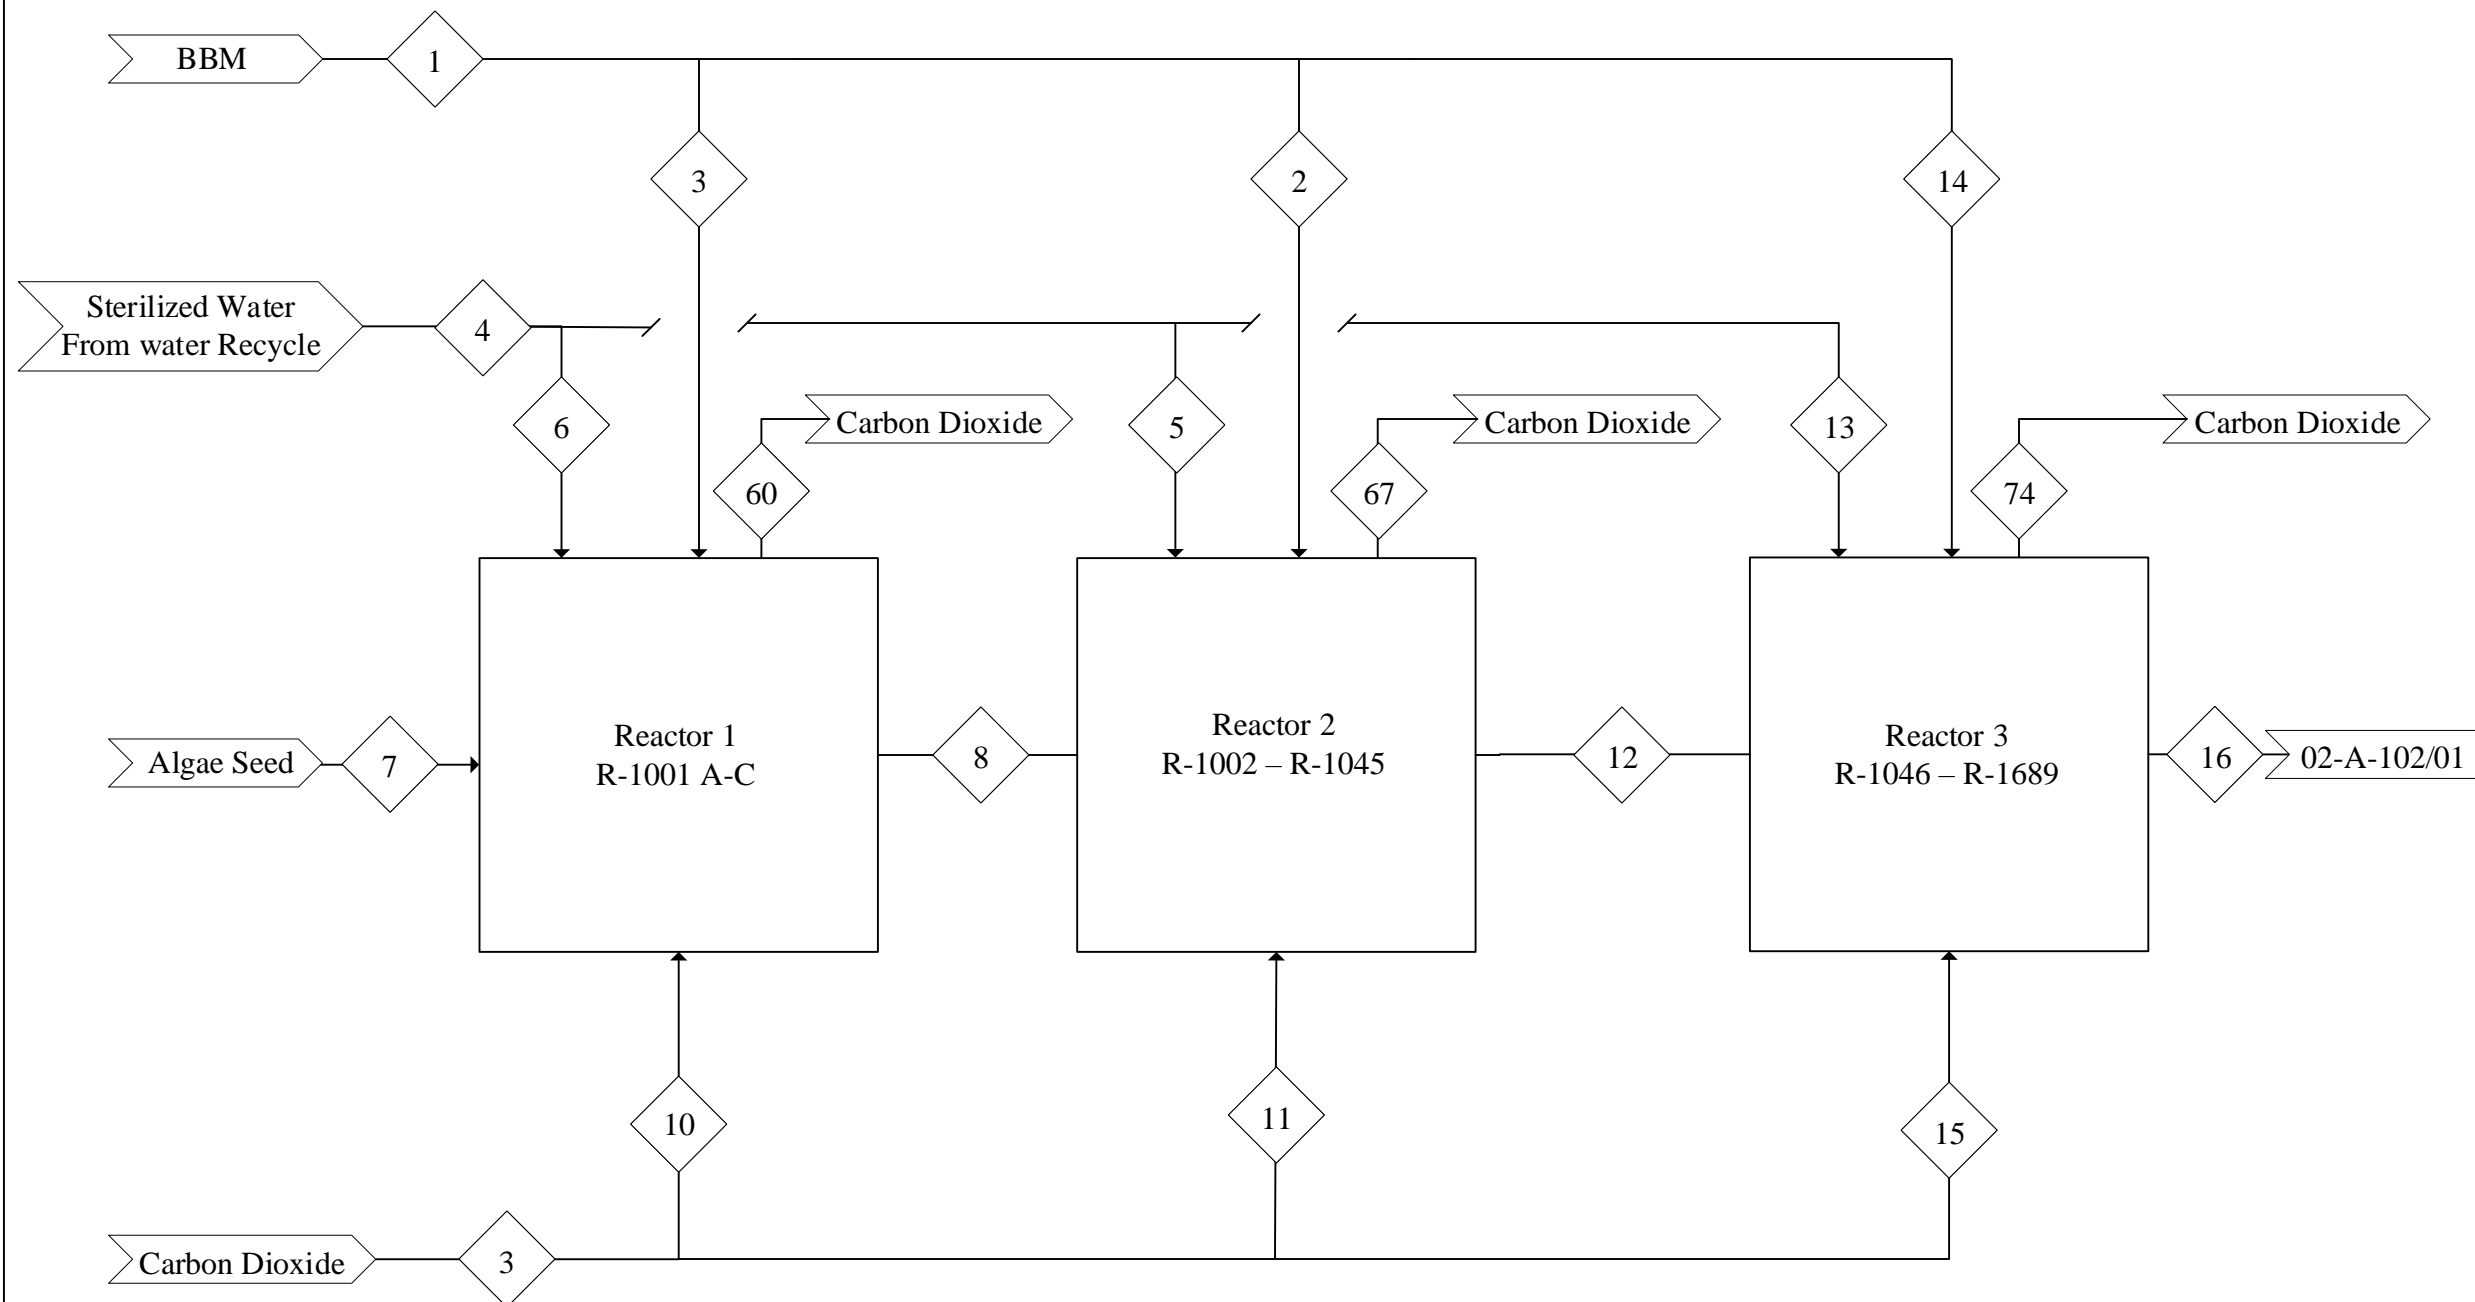 BBM
1
3
2
14
Sterilized Water
From water Recycle
4
6
Carbon Dioxide
5
Carbon Dioxide
13
Carbon Dioxide
60
67
74
Algae Seed
7
Reactor 1
R-1001 A-C
8
Reactor 2
R-1002 – R-1045
12
Reactor 3
R-1046 – R-1689
16
02-A-102/01
10
11
15
Carbon Dioxide
3